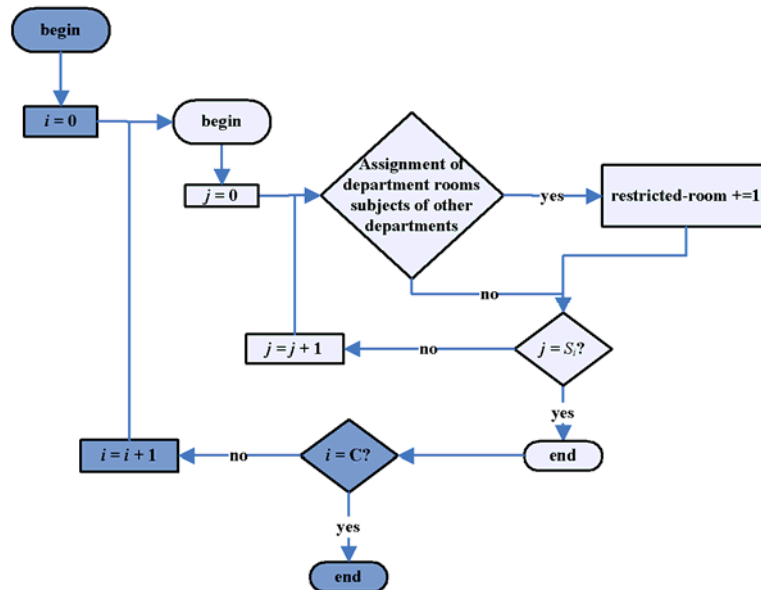 begin
i = 0
begin
j = 0
Assignment of
department rooms
subjects of other
departments
yes
restricted-room +=1
no
j = Si?
no
j = j + 1
yes
end
i = C?
no
i = i + 1
yes
end